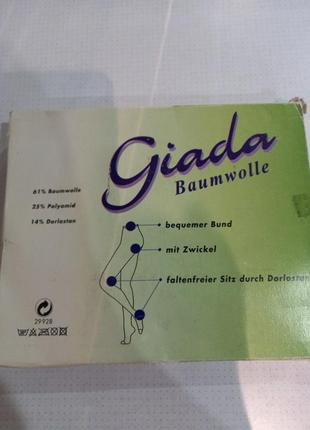 Giada
Baumwolle
61% Baumwolle
25% Polyamid
14% Dorlastan
bequemer Bund
mit Zwickel
faltenfreier Sitz durch Dorlastan
29928